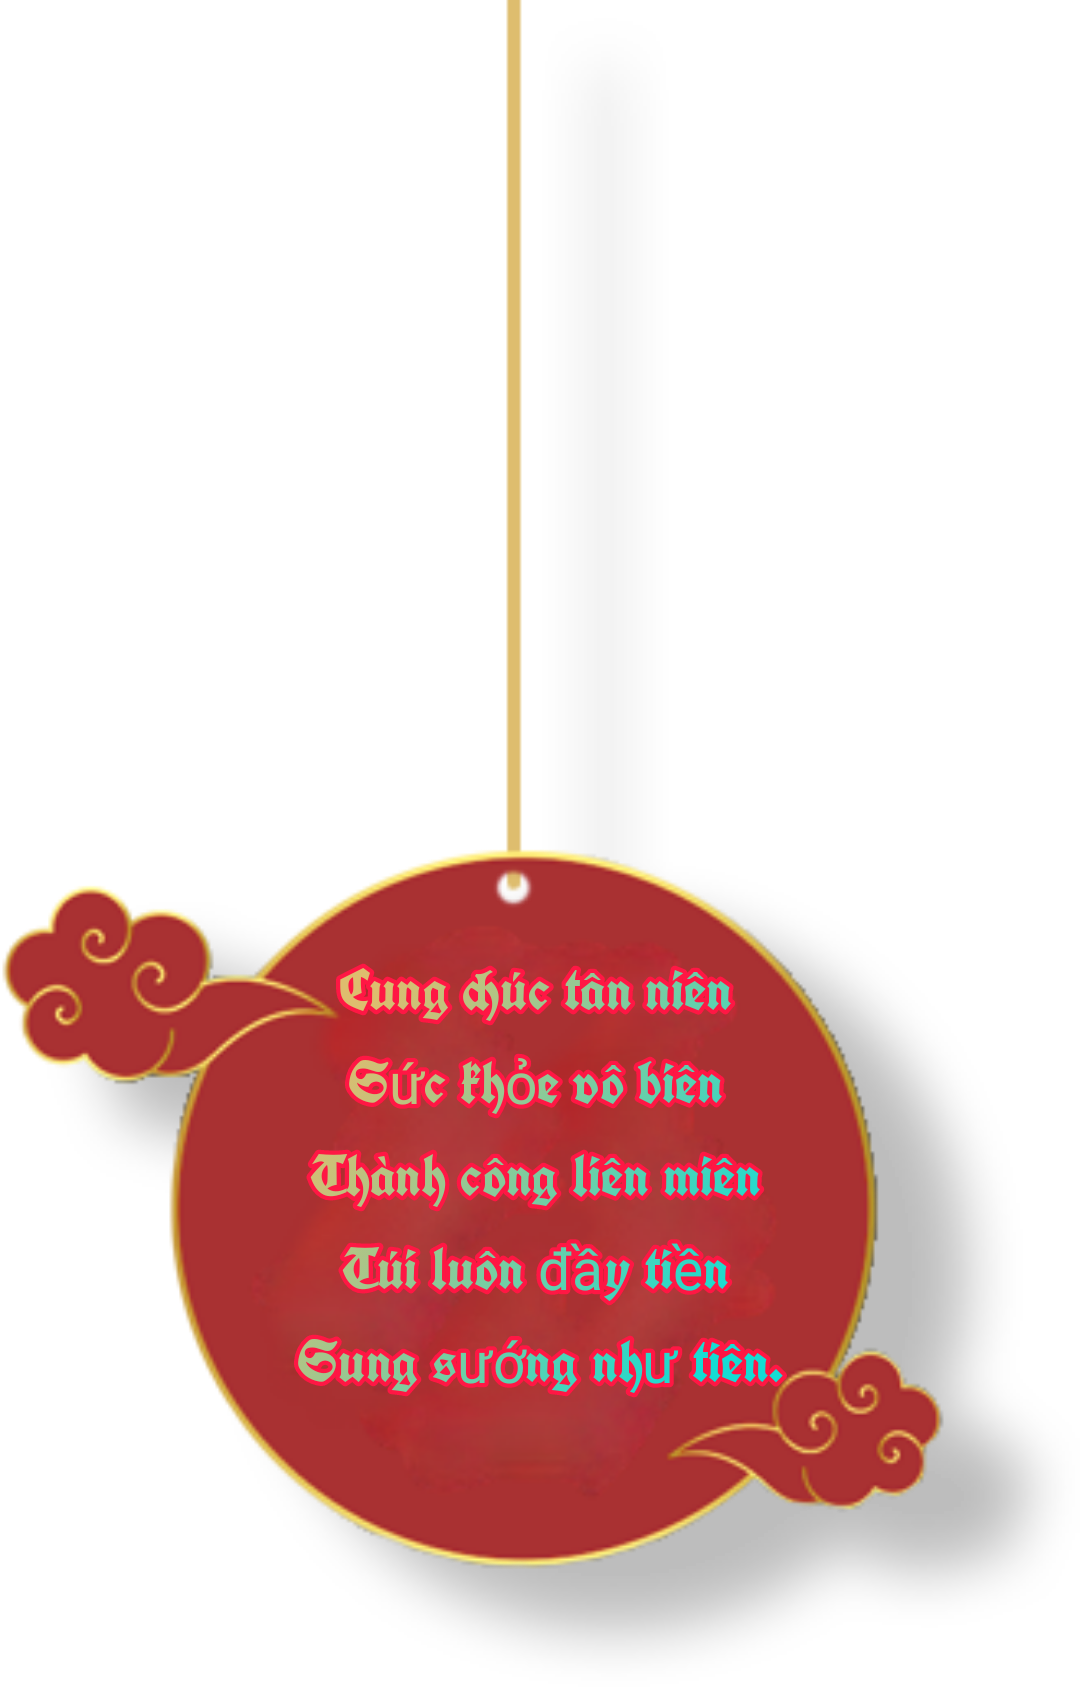 Cung chúc tân niên
Sức khỏe vô biên
Thành công liên miên
Túi luôn đầy tiền
Sung sướng như tiên.